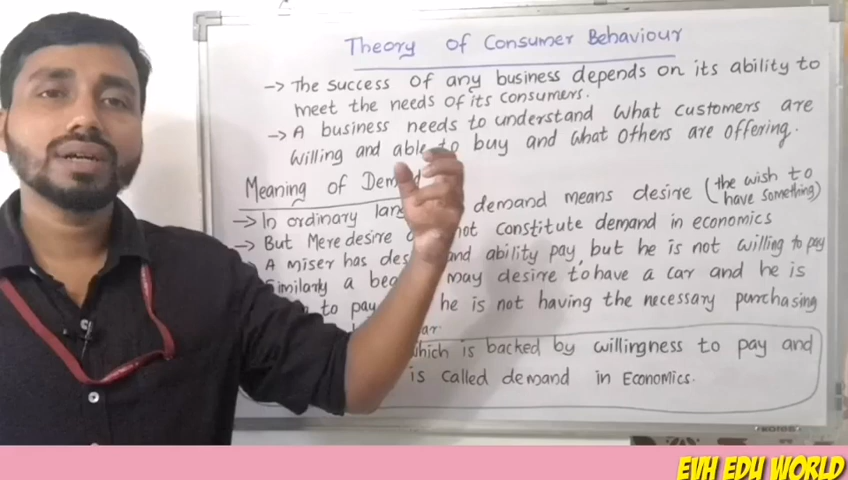 Theory of Consumer Behaviour
-> The success of any business depends on its ability to
meet the needs of its consumers.
-> A business needs to understand what customers are
willing and able to buy and what others are offering.
Meaning of Dem
-> In ordinary lan demand means desire (the wish to
have something)
-> But Mere desire not constitute demand in economics
A miser has des and ability pay, but he is not willing to pay
Similarly a be may desire to have a car and he is
to pay he is not having the necessary purchasing
car.
which is backed by willingness to pay and
is called demand in Economics.
EVH EDU WORLD